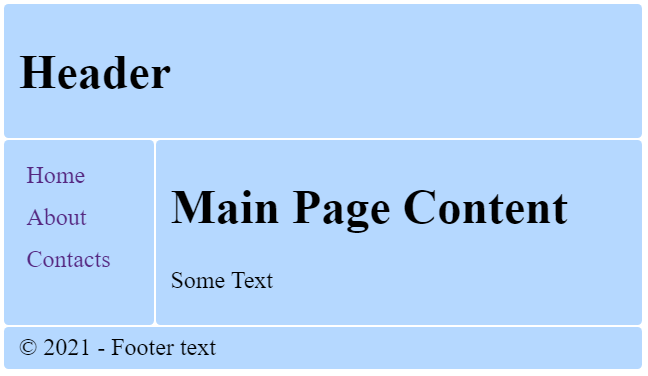 Header
Home
About
Contacts
Main Page Content
Some Text
© 2021 - Footer text